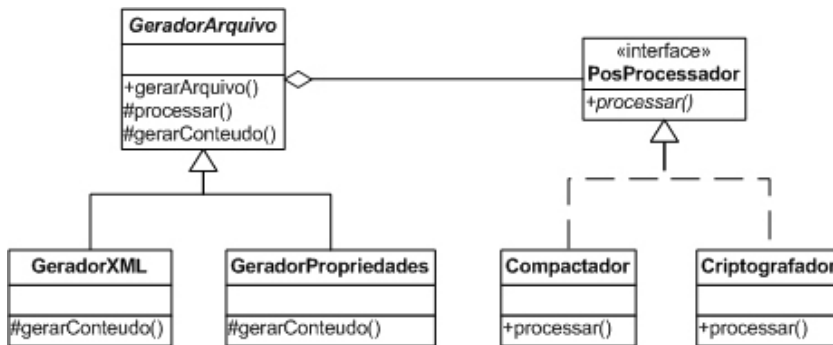 GeradorArquivo
+gerarArquivo()
#processar()
#gerarConteudo()
«interface»
PosProcessador
+processar()
GeradorXML
#gerarConteudo()
GeradorPropriedades
#gerarConteudo()
Compactador
+processar()
Criptografador
+processar()